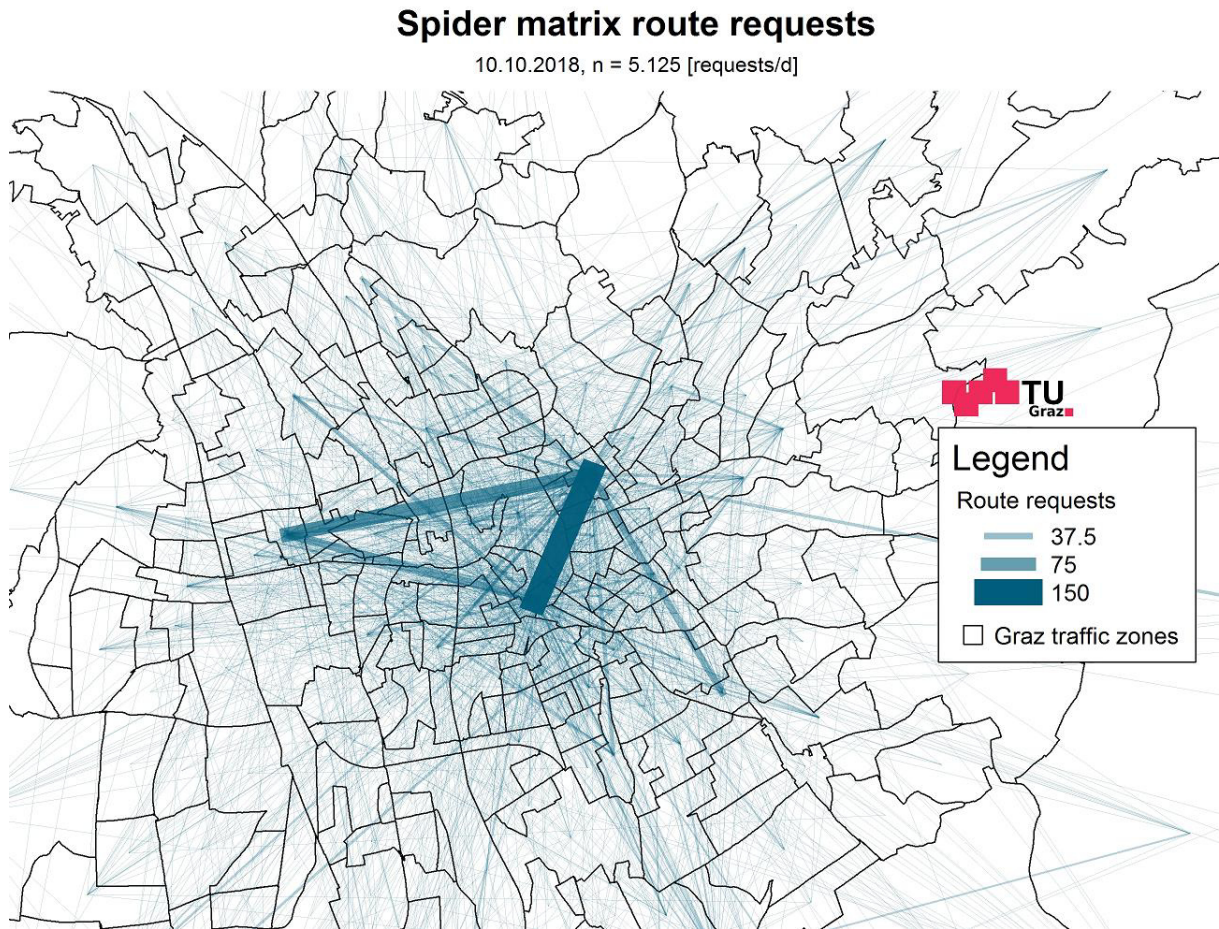 Spider matrix route requests
10.10.2018, n = 5.125 [requests/d]
TU
Graz
Legend
Route requests
37.5
75
150
Graz traffic zones